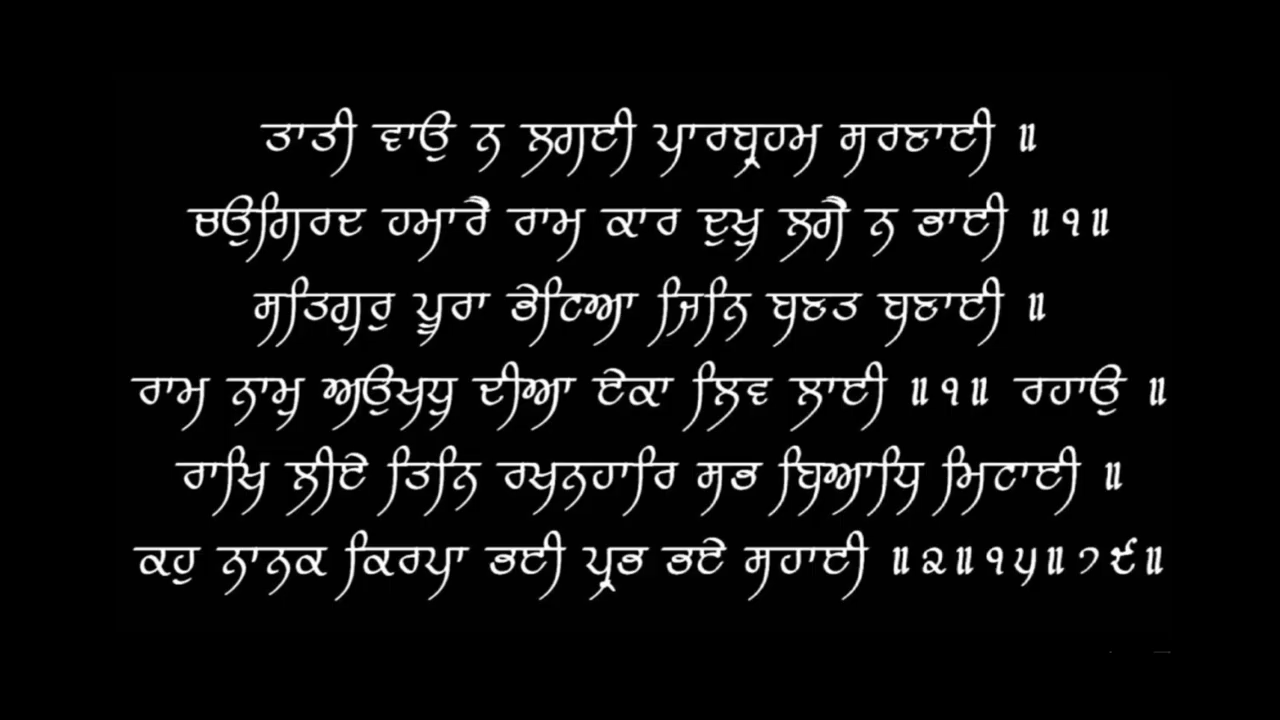 ਤਾਤੀ ਵਾਉ ਨ ਲਗਈ ਪਾਰਬ੍ਰਹਮ ਸਰਣਾਈ ॥
ਚਉਗਿਰਦ ਹਮਾਰੈ ਰਾਮ ਕਾਰ ਦੁਖੁ ਲਗੈ ਨ ਭਾਈ ॥੧॥
ਸਤਿਗੁਰੁ ਪੂਰਾ ਭੇਟਿਆ ਜਿਨਿ ਬਣਤ ਬਣਾਈ ॥
ਰਾਮ ਨਾਮੁ ਅਉਖਧੁ ਦੀਆ ਏਕਾ ਲਿਵ ਲਾਈ ॥੧॥ ਰਹਾਉ ॥
ਰਾਖਿ ਲੀਏ ਤਿਨਿ ਰਖਨਹਾਰਿ ਸਭ ਬਿਆਧਿ ਮਿਟਾਈ ॥
ਕਹੁ ਨਾਨਕ ਕਿਰਪਾ ਭਈ ਪ੍ਰਭ ਭਏ ਸਹਾਈ ॥੨॥੧੫॥੭੯॥